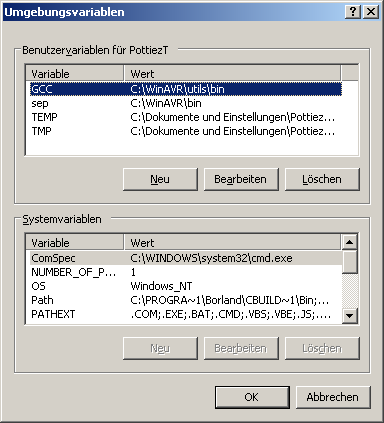 Umgebungsvariablen
Benutzervariablen für PottiezT
Variable Wert
GCC C:\WinAVR\utils\bin
sep C:\WinAVR\bin
TEMP C:\Dokumente und Einstellungen\Pottiez...
TMP C:\Dokumente und Einstellungen\Pottiez...
Neu Bearbeiten Löschen
Systemvariablen
Variable Wert
ComSpec C:\WINDOWS\system32\cmd.exe
NUMBER_OF_P... 1
OS Windows_NT
Path C:\PROGRA~1\Borland\CBUILD~1\Bin;...
PATHEXT .COM;.EXE;.BAT;.CMD;.VBS;.VBE;.JS;....
Neu Bearbeiten Löschen
OK Abbrechen